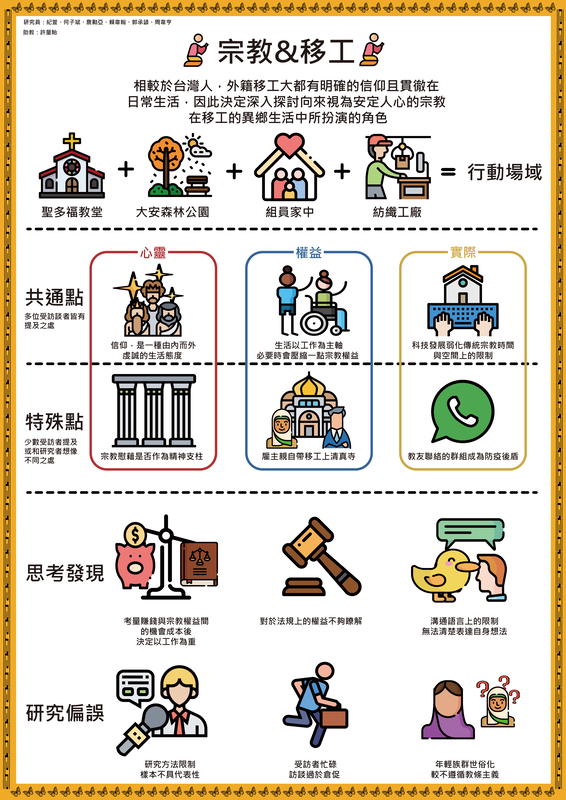 研究員：紀萱、何子斌、詹勳亞、賴韋翰、郭承諺、周韋亨
助教：許量貽
宗教&移工
相較於台灣人，外籍移工大都有明確的信仰且貫徹在
日常生活，因此決定深入探討向來視為安定人心的宗教
在移工的異鄉生活中所扮演的角色
+ + + = 行動場域
聖多福教堂 大安森林公園 組員家中 紡織工廠
心靈 權益 實際
共通點
多位受訪談者皆有
提及之處
信仰，是一種由內而外
虔誠的生活態度
生活以工作為主軸
必要時會壓縮一點宗教權益
科技發展弱化傳統宗教時間
與空間上的限制
特殊點
少數受訪者提及
或和研究者想像
不同之處
宗教慰藉是否作為精神支柱
雇主親自帶移工上清真寺
教友聯絡的群組成為防疫後盾
思考發現
$
考量賺錢與宗教權益間
的機會成本後
決定以工作為重
對於法規上的權益不夠瞭解
溝通語言上的限制
無法清楚表達自身想法
研究偏誤
???
研究方法限制
樣本不具代表性
受訪者忙碌
訪談過於倉促
年輕族群世俗化
較不遵循教條主義